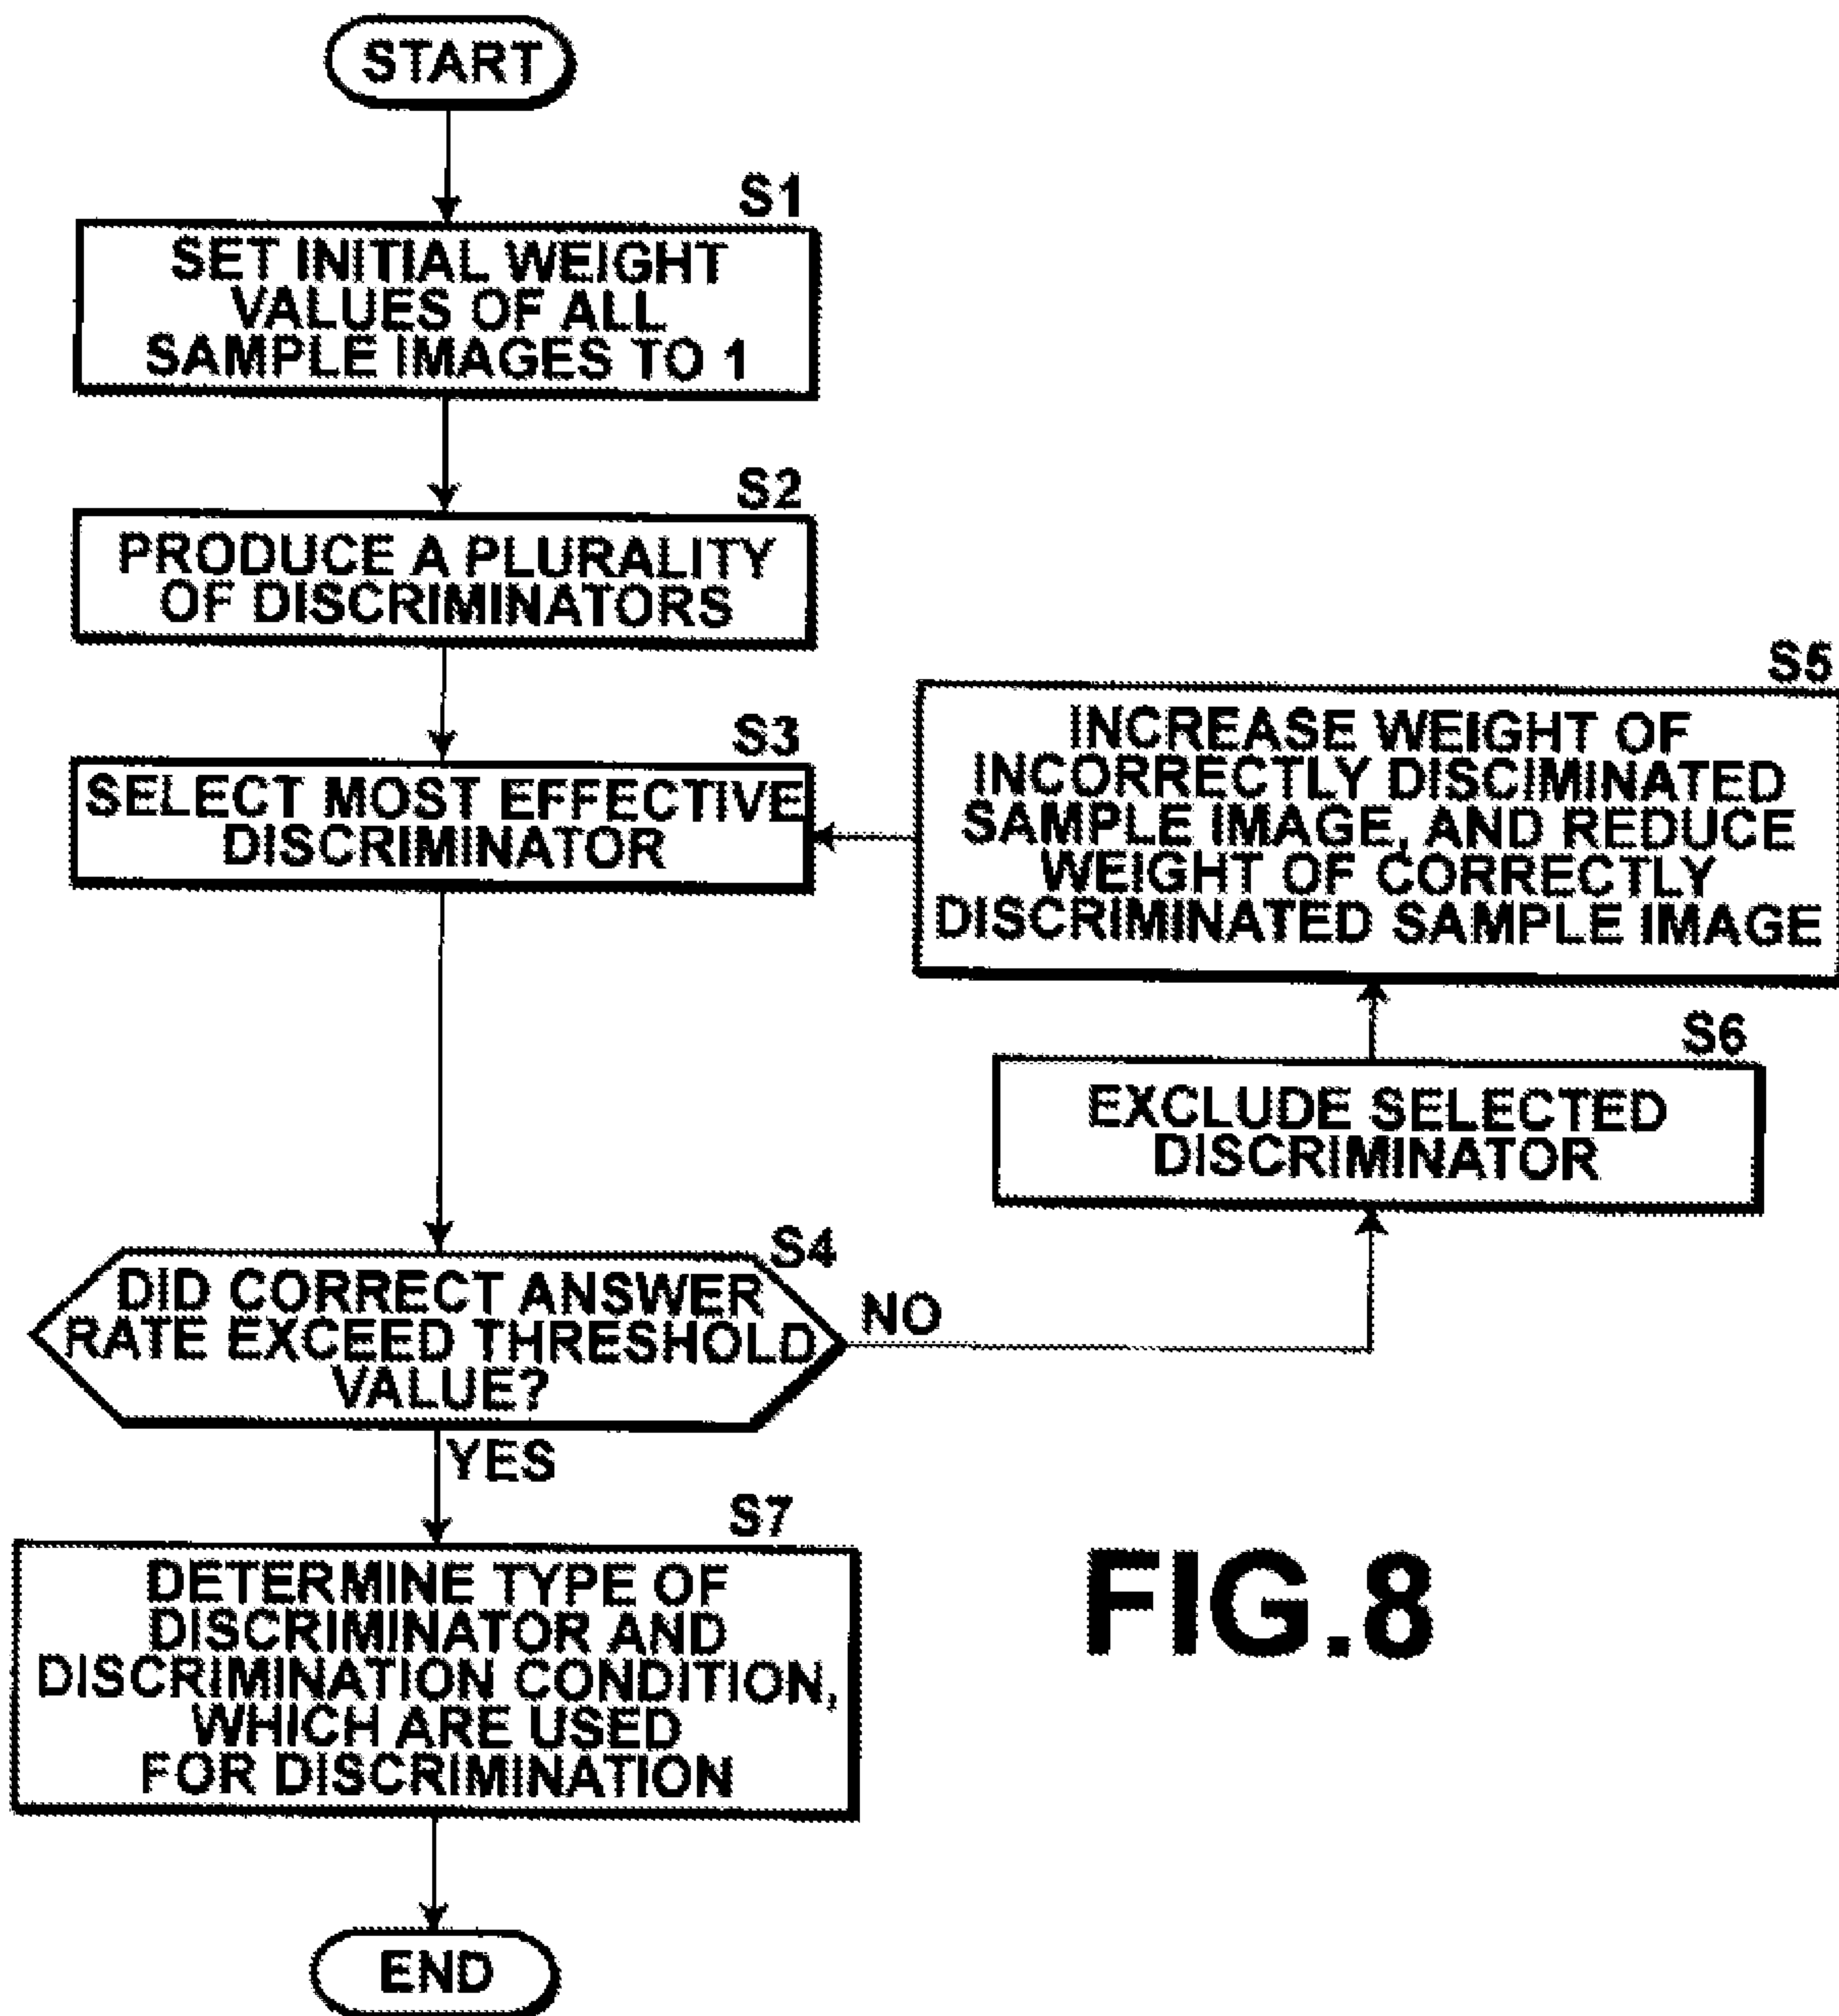 START
S1
SET INITIAL WEIGHT
VALUES OF ALL
SAMPLE IMAGES TO 1
S2
PRODUCE A PLURALITY
OF DISCRIMINATORS
S3
SELECT MOST EFFECTIVE
DISCRIMINATOR
S5
INCREASE WEIGHT OF
INCORRECTLY DISCIMINATED
SAMPLE IMAGE, AND REDUCE
WEIGHT OF CORRECTLY
DISCRIMINATED SAMPLE IMAGE
S6
EXCLUDE SELECTED
DISCRIMINATOR
S4
DID CORRECT ANSWER
RATE EXCEED THRESHOLD
VALUE?
NO
YES
S7
DETERMINE TYPE OF
DISCRIMINATOR AND
DISCRIMINATION CONDITION,
WHICH ARE USED
FOR DISCRIMINATION
FIG.8
END